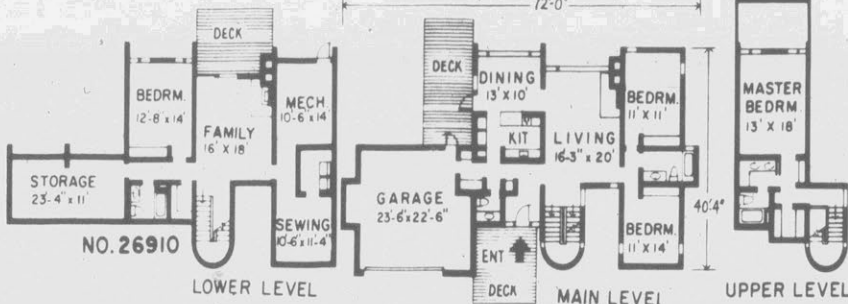 72'-0"
DECK
BEDRM.
12'-8" x 14'
FAMILY
16' X 18'
MECH.
10'-6" x 14'
STORAGE
23'-4" x 11'
SEWING
10'-6" x 11'-4"
NO. 26910
LOWER LEVEL
DECK
DINING
13' X 10'
KIT
LIVING
16'-3" x 20'
BEDRM.
11' X 11'
GARAGE
23'-6" x 22'-6"
BEDRM.
11' X 14'
40'-4"
ENT
DECK
MAIN LEVEL
MASTER
BEDRM.
13' X 18'
UPPER LEVEL